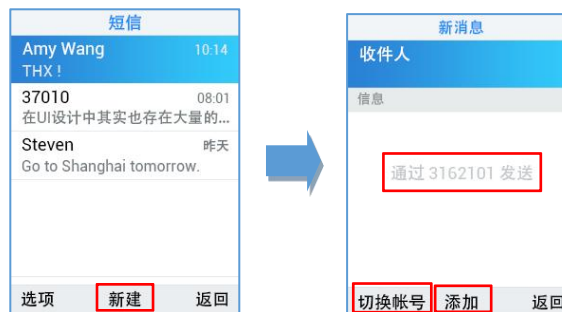 短信
Amy Wang 10:14
THX !
37010 08:01
在UI设计中其实也存在大量的...
Steven 昨天
Go to Shanghai tomorrow.
选项 新建 返回
新消息
收件人
信息
通过 3162101 发送
切换帐号 添加 返回